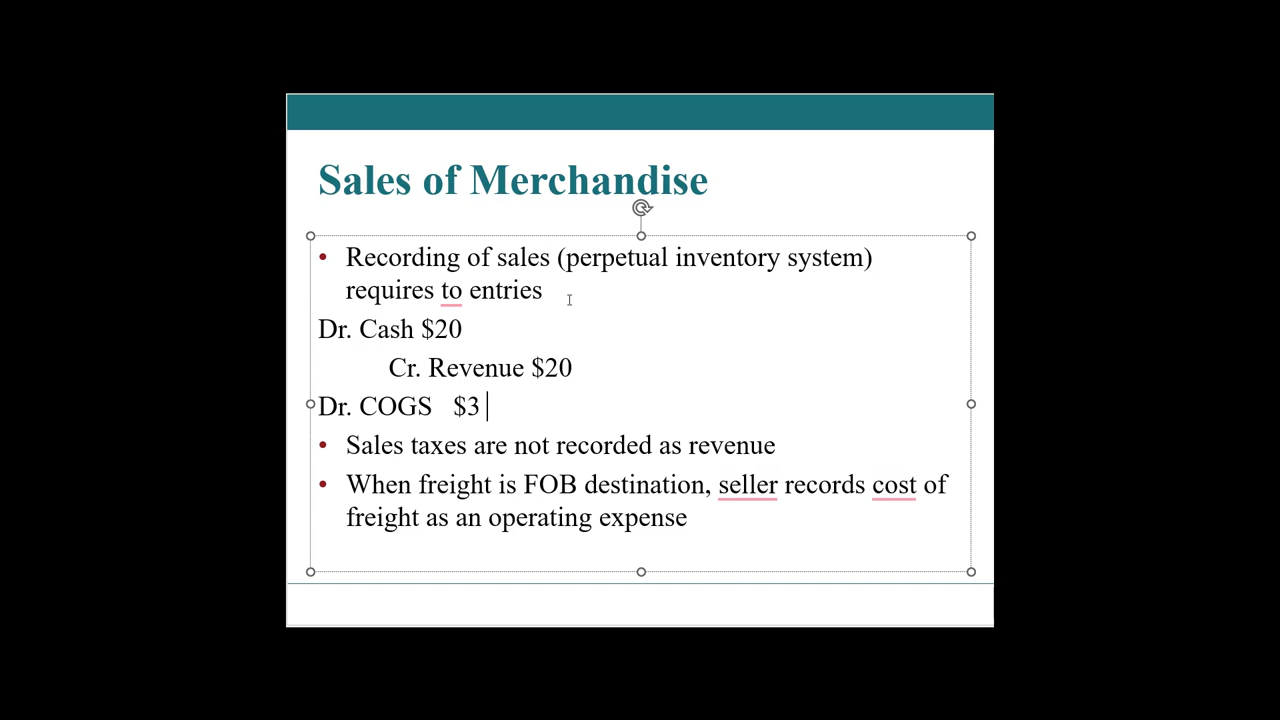 Sales of Merchandise
• Recording of sales (perpetual inventory system)
requires to entries
Dr. Cash $20
Cr. Revenue $20
Dr. COGS $3
• Sales taxes are not recorded as revenue
• When freight is FOB destination, seller records cost of
freight as an operating expense